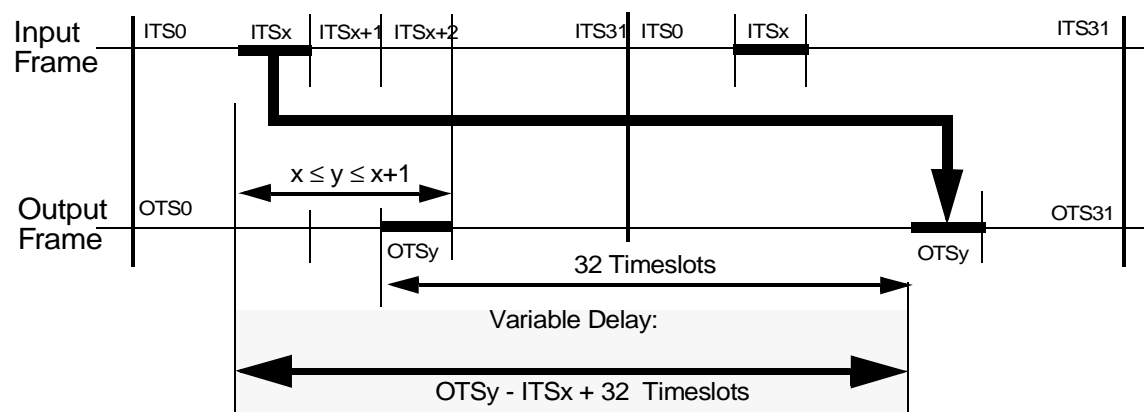 Input
Frame
ITS0 ITSx ITSx+1 ITSx+2 ITS31 ITS0 ITSx ITS31
x ≤ y ≤ x+1
Output
Frame
OTS0 OTS31
OTSy OTSy
32 Timeslots
Variable Delay:
OTSy - ITSx + 32 Timeslots